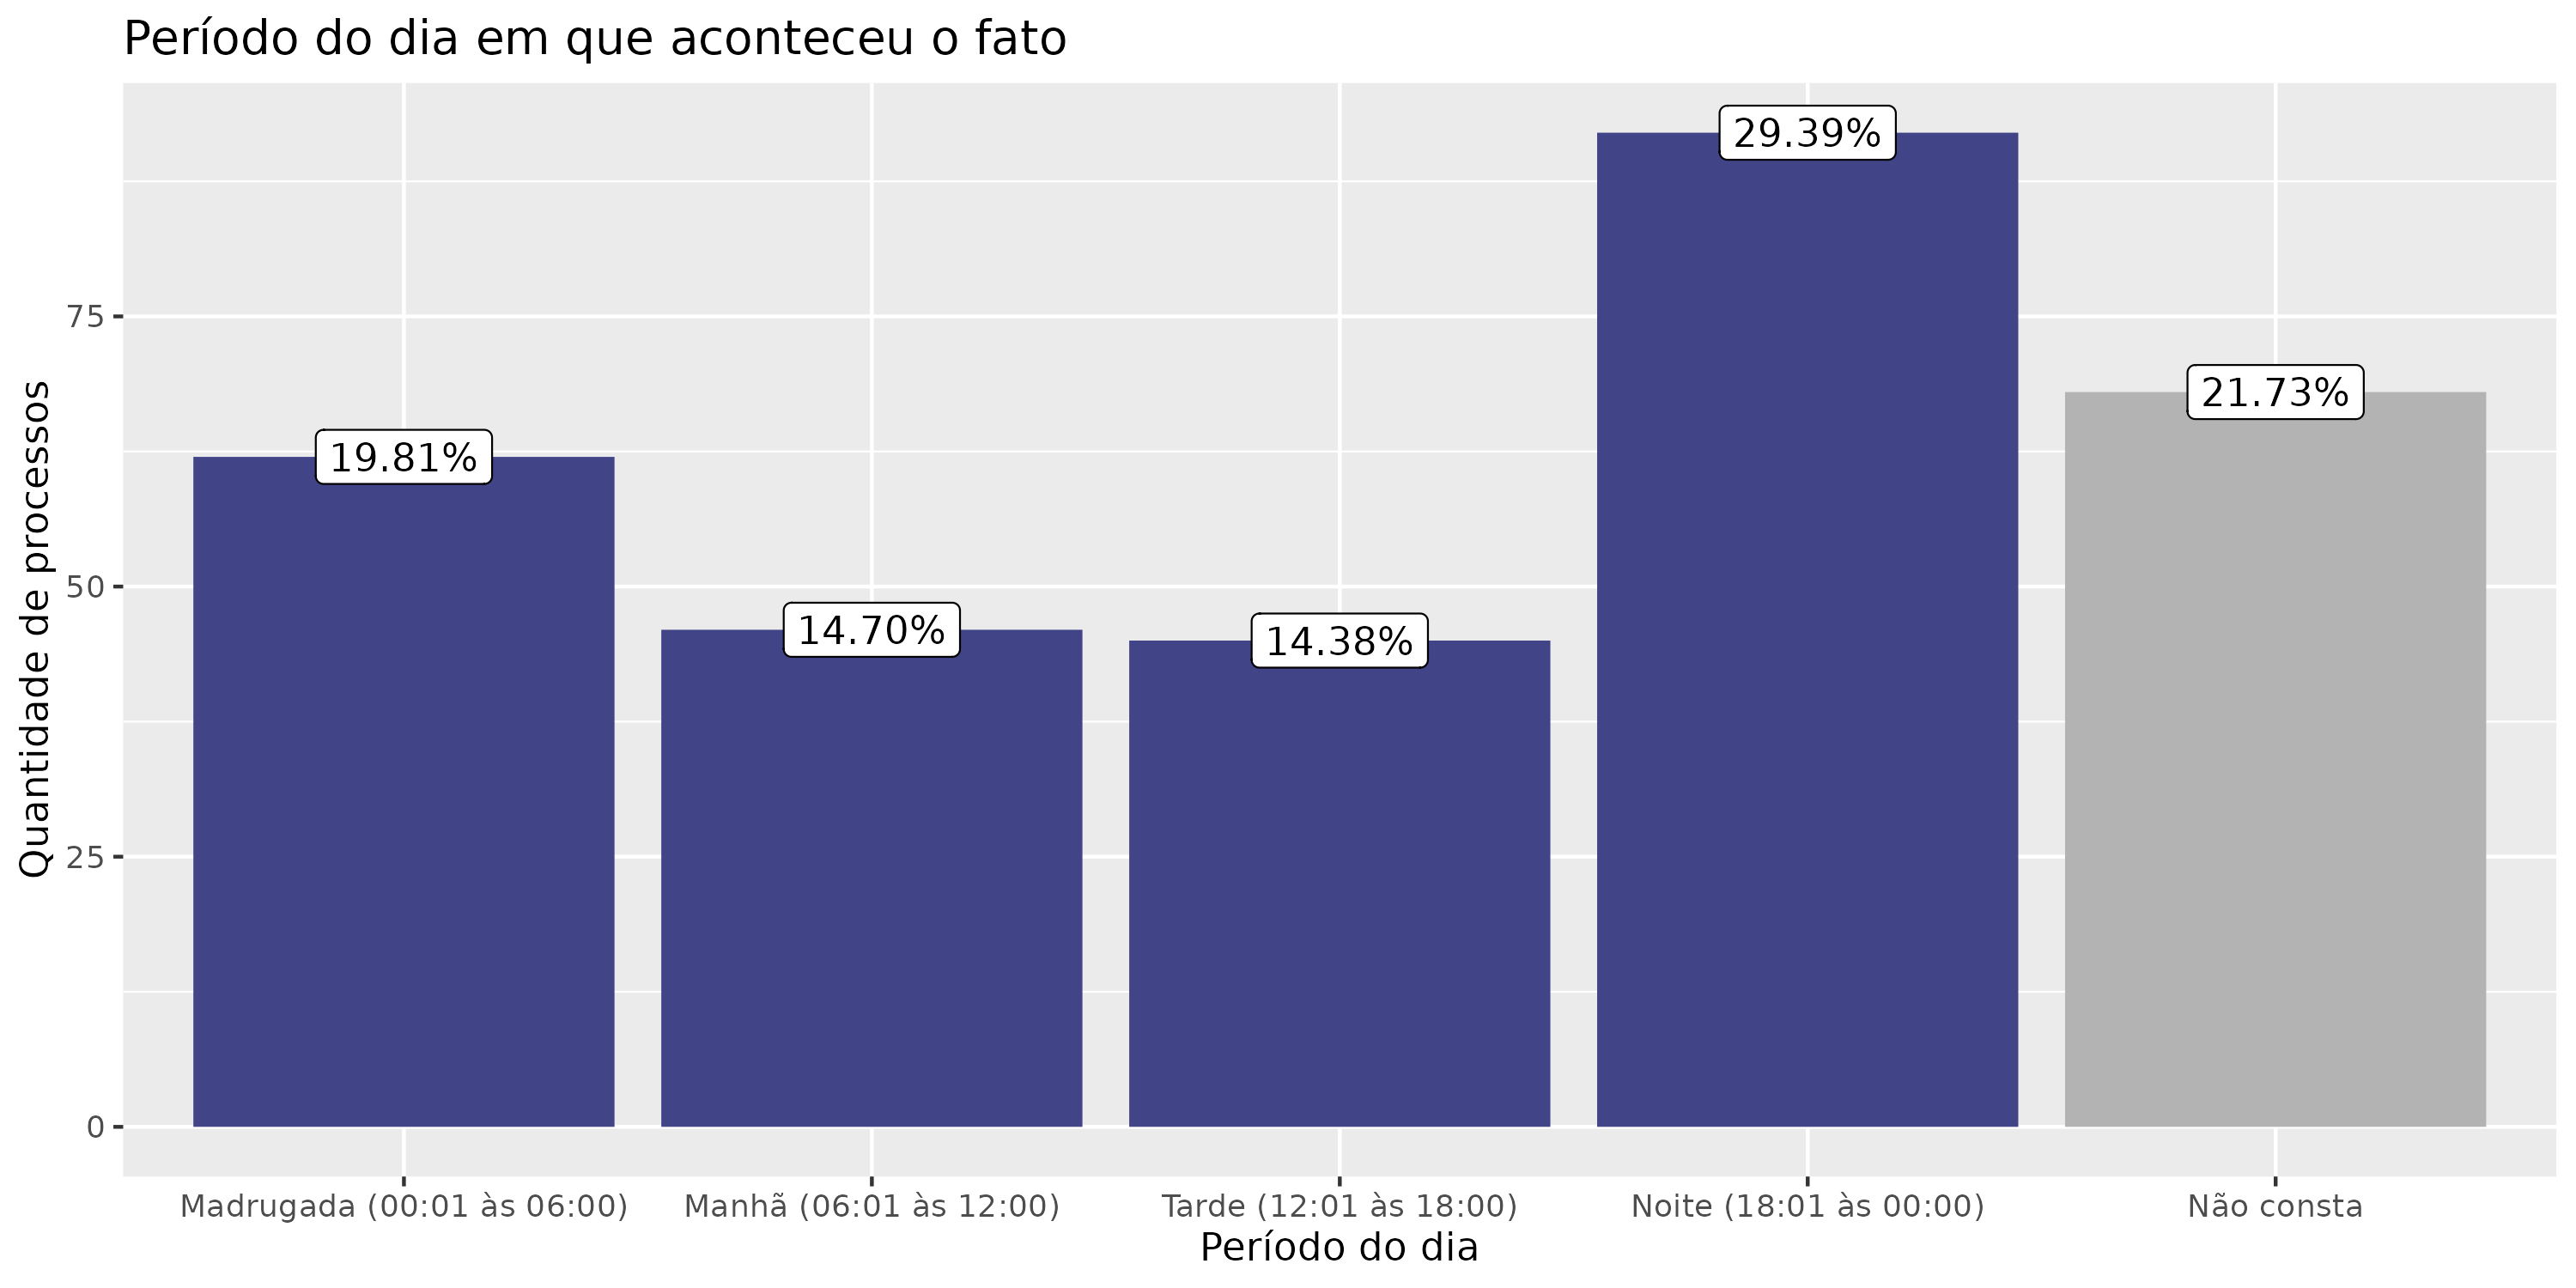 Período do dia em que aconteceu o fato
Quantidade de processos
75
50
25
0
19.81%
14.70%
14.38%
29.39%
21.73%
Madrugada (00:01 às 06:00)
Manhã (06:01 às 12:00)
Tarde (12:01 às 18:00)
Noite (18:01 às 00:00)
Não consta
Período do dia